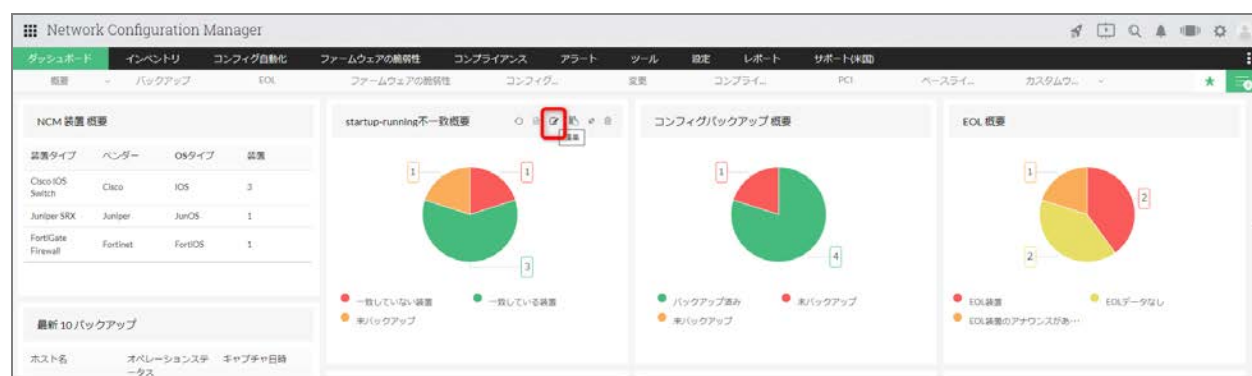 Network Configuration Manager
ダッシュボード インベントリ コンフィグ自動化 ファームウェアの脆弱性 コンプライアンス アラート ツール 設定 レポート サポート(米国)
概要 バックアップ EOL ファームウェアの脆弱性 コンフィグ... 変更 コンプライ... PCI ベースライ... カスタムウ...
NCM 装置 概要
装置タイプ ベンダー OSタイプ 装置
Cisco IOS Switch Cisco IOS 3
Juniper SRX Juniper JunOS 1
FortiGate Firewall Fortinet FortiOS 1
最新 10 バックアップ
ホスト名 オペレーションステータス キャプチャ日時
startup-running不一致概要
編集
1 1
3
一致していない装置 一致している装置
未バックアップ
コンフィグバックアップ 概要
1
4
バックアップ済み 未バックアップ
未バックアップ
EOL 概要
1 2
2
EOL装置 EOLデータなし
EOL装置のアナウンスがあ…